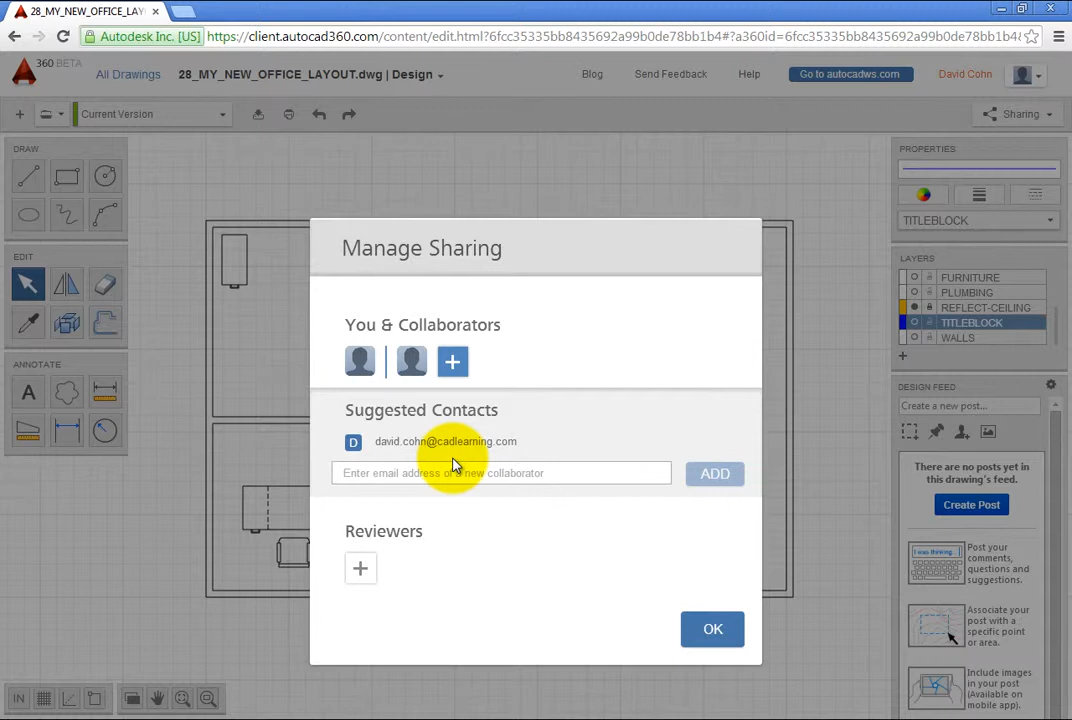 28_MY_NEW_OFFICE_LAY
Autodesk Inc. [US]
https://client.autocad360.com/content/edit.html?6fcc35335bb8435692c6990de78bb1b4#?a360id=6fcc35335bb8435692c6990de78bb1b4&
360 BETA
All Drawings
28_MY_NEW_OFFICE_LAYOUT.dwg | Design
Blog
Send Feedback
Help
Go to autocadws.com
David Cohn
Current Version
Sharing
DRAW
EDIT
ANNOTATE
A
IN
Manage Sharing
You & Collaborators
Suggested Contacts
D david.cohn@cadlearning.com
Enter email address of a new collaborator
ADD
Reviewers
OK
PROPERTIES
TITLEBLOCK
LAYERS
FURNITURE
PLUMBING
REFLECT-CEILING
TITLEBLOCK
WALLS
DESIGN FEED
Create a new post...
There are no posts yet in
this drawing's feed.
Create Post
I was thinking...
Post your
comments,
questions and
suggestions.
Associate your
post with a
specific point
or area.
Include images
in your post
(Available on
mobile app).